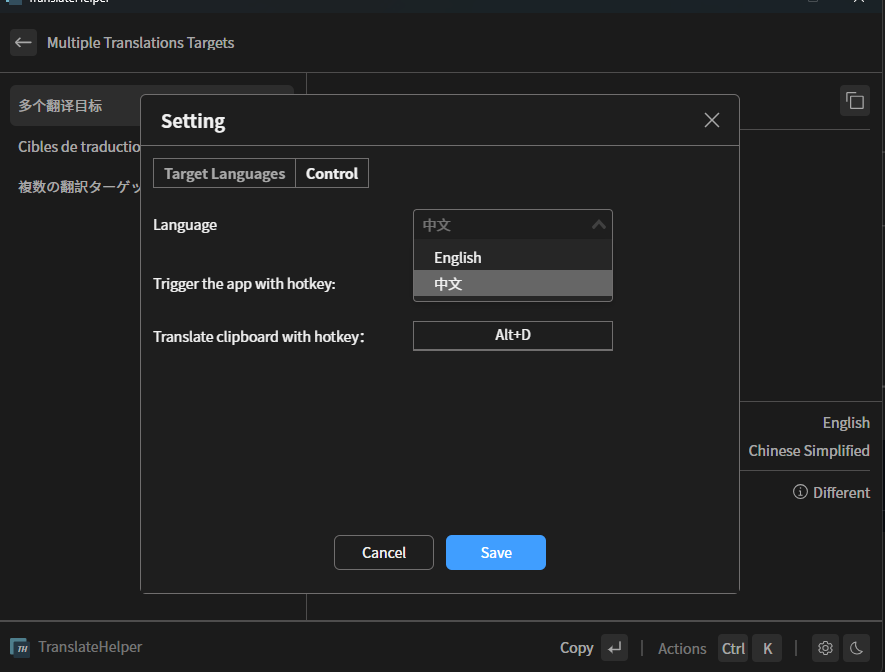 TranslateHelper
Multiple Translations Targets
多个翻译目标
Cibles de traductio
複数の翻訳ターゲッ
Setting
Target Languages
Control
Language
中文
English
中文
Trigger the app with hotkey:
Translate clipboard with hotkey：
Alt+D
English
Chinese Simplified
Different
Cancel
Save
TH
TranslateHelper
Copy
Actions
Ctrl
K